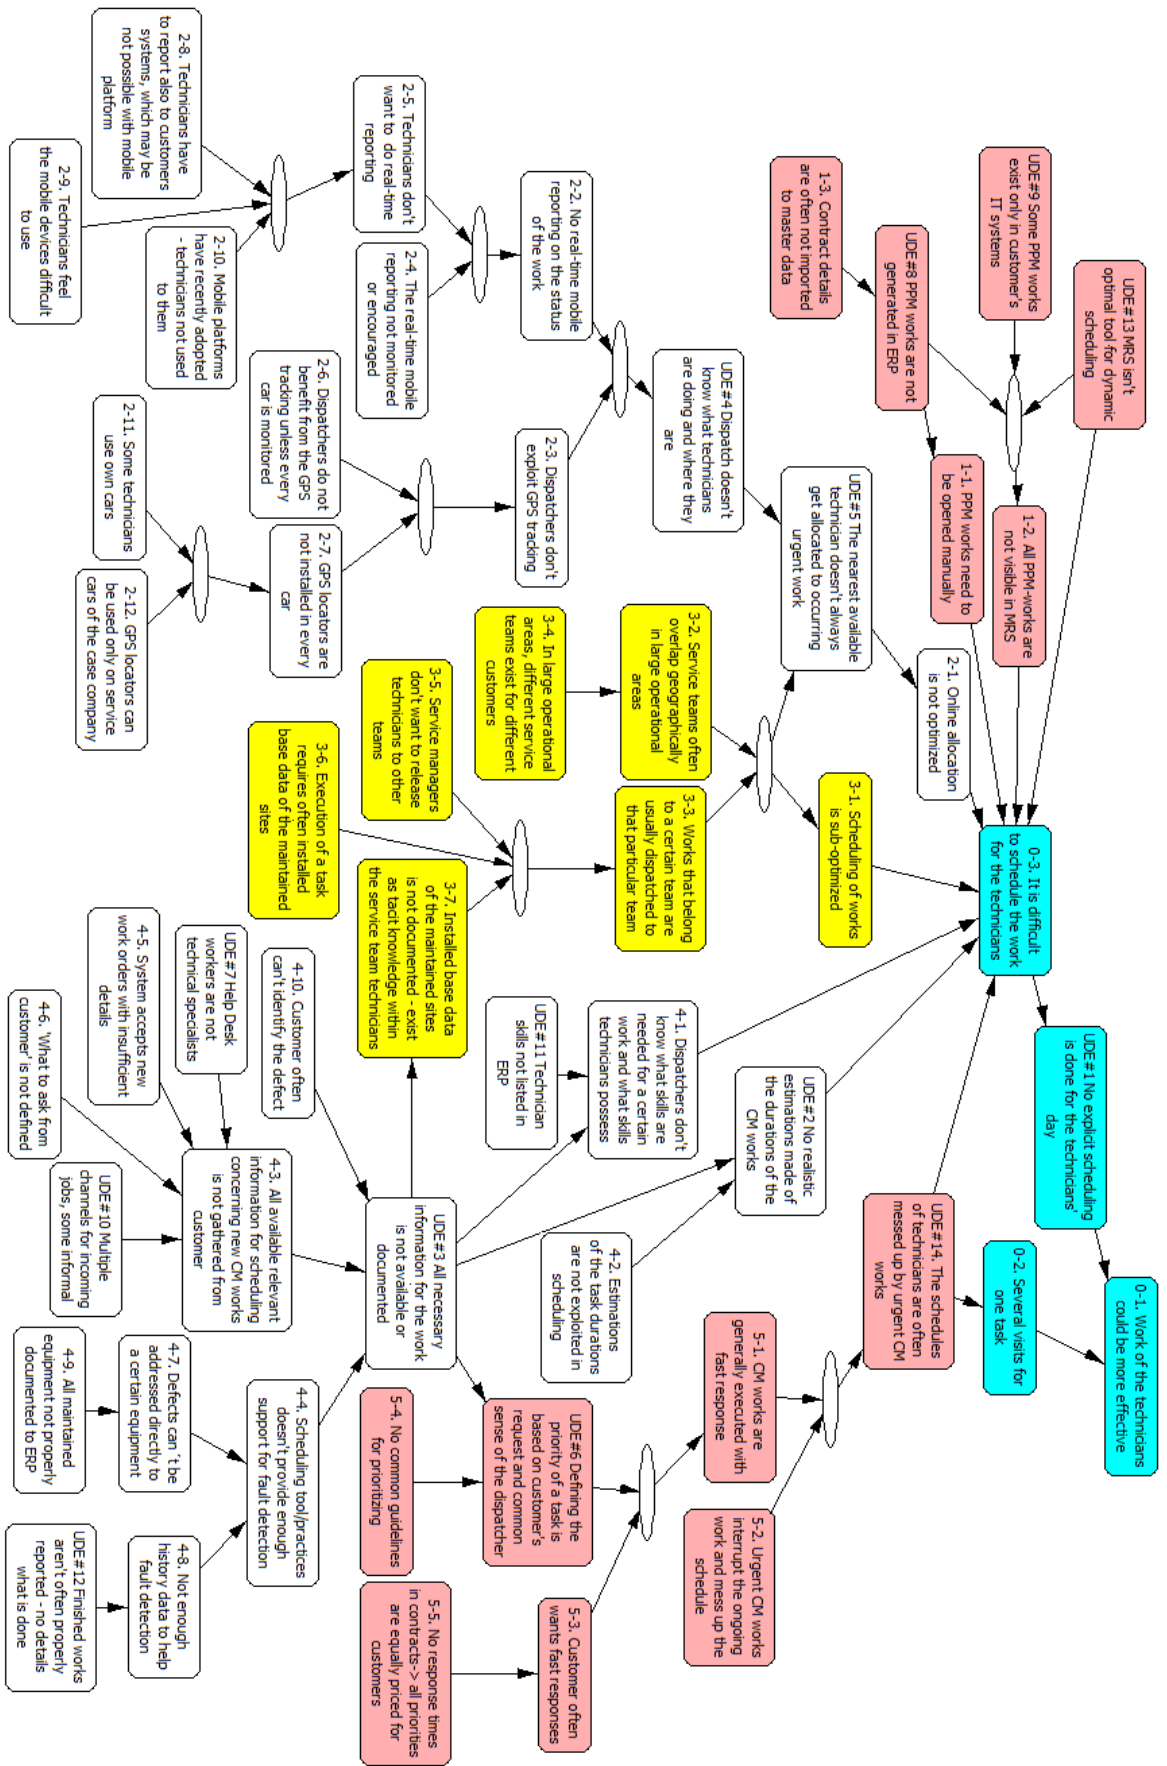 0-1. Work of the technicians
could be more effective
UDE#1 No explicit scheduling
is done for the technicians'
day
0-2. Several visits for
one task
0-3. It is difficult
to schedule the work
for the technicians
UDE#13 MRS isn't
optimal tool for dynamic
scheduling
UDE#9 Some PPM works
exist only in customer's
IT systems
1-2. All PPM-works are
not visible in MRS
UDE#8 PPM works are not
generated in ERP
1-1. PPM works need to
be opened manually
1-3. Contract details
are often not imported
to master data
2-1. Online allocation
is not optimized
UDE#5 The nearest available
technician doesn't always
get allocated to occurring
urgent work
3-1. Scheduling of works
is sub-optimized
UDE#14. The schedules
of technicians are often
messed up by urgent CM
works
UDE#4 Dispatch doesn't
know what technicians
are doing and where they
are
3-2. Service teams often
overlap geographically
in large operational
areas
3-3. Works that belong
to a certain team are
usually dispatched to
that particular team
UDE#2 No realistic
estimations made of
the durations of the
CM works
5-1. CM works are
generally executed with
fast response
5-2. Urgent CM works
interrupt the ongoing
work and mess up the
schedule
2-2. No real-time mobile
reporting on the status
of the work
2-3. Dispatchers don't
exploit GPS tracking
3-4. In large operational
areas, different service
teams exist for different
customers
4-1. Dispatchers don't
know what skills are
needed for a certain
work and what skills
technicians possess
4-2. Estimations
of the task durations
are not exploited in
scheduling
UDE#11 Technician
skills not listed in
ERP
UDE#6 Defining the
priority of a task is
based on customer's
request and common
sense of the dispatcher
5-3. Customer often
wants fast responses
2-5. Technicians don't
want to do real-time
reporting
2-4. The real-time mobile
reporting not monitored
or encouraged
2-6. Dispatchers do not
benefit from the GPS
tracking unless every
car is monitored
2-7. GPS locators are
not installed in every
car
3-5. Service managers
don't want to release
technicians to other
teams
3-6. Execution of a task
requires often installed
base data of the maintained
sites
3-7. Installed base data
of the maintained sites
is not documented - exist
as tacit knowledge within
the service team technicians
UDE#3 All necessary
information for the work
is not available or
documented
5-4. No common guidelines
for prioritizing
5-5. No response times
in contracts-> all priorities
are equally priced for
customers
4-10. Customer often
can't identify the defect
4-3. All available relevant
information for scheduling
concerning new CM works
is not gathered from
customer
4-4. Scheduling tool/practices
doesn't provide enough
support for fault detection
2-8. Technicians have
to report also to customers
systems, which may be
not possible with mobile
platform
2-10. Mobile platforms
have recently adopted
- technicians not used
to them
2-9. Technicians feel
the mobile devices difficult
to use
2-11. Some technicians
use own cars
2-12. GPS locators can
be used only on service
cars of the case company
UDE#7 Help Desk
workers are not
technical specialists
4-5. System accepts new
work orders with insufficient
details
4-6. 'What to ask from
customer' is not defined
UDE#10 Multiple
channels for incoming
jobs, some informal
4-7. Defects can't be
addressed directly to
a certain equipment
4-8. Not enough
history data to help
fault detection
4-9. All maintained
equipment not properly
documented to ERP
UDE#12 Finished works
aren't often properly
reported - no details
what is done